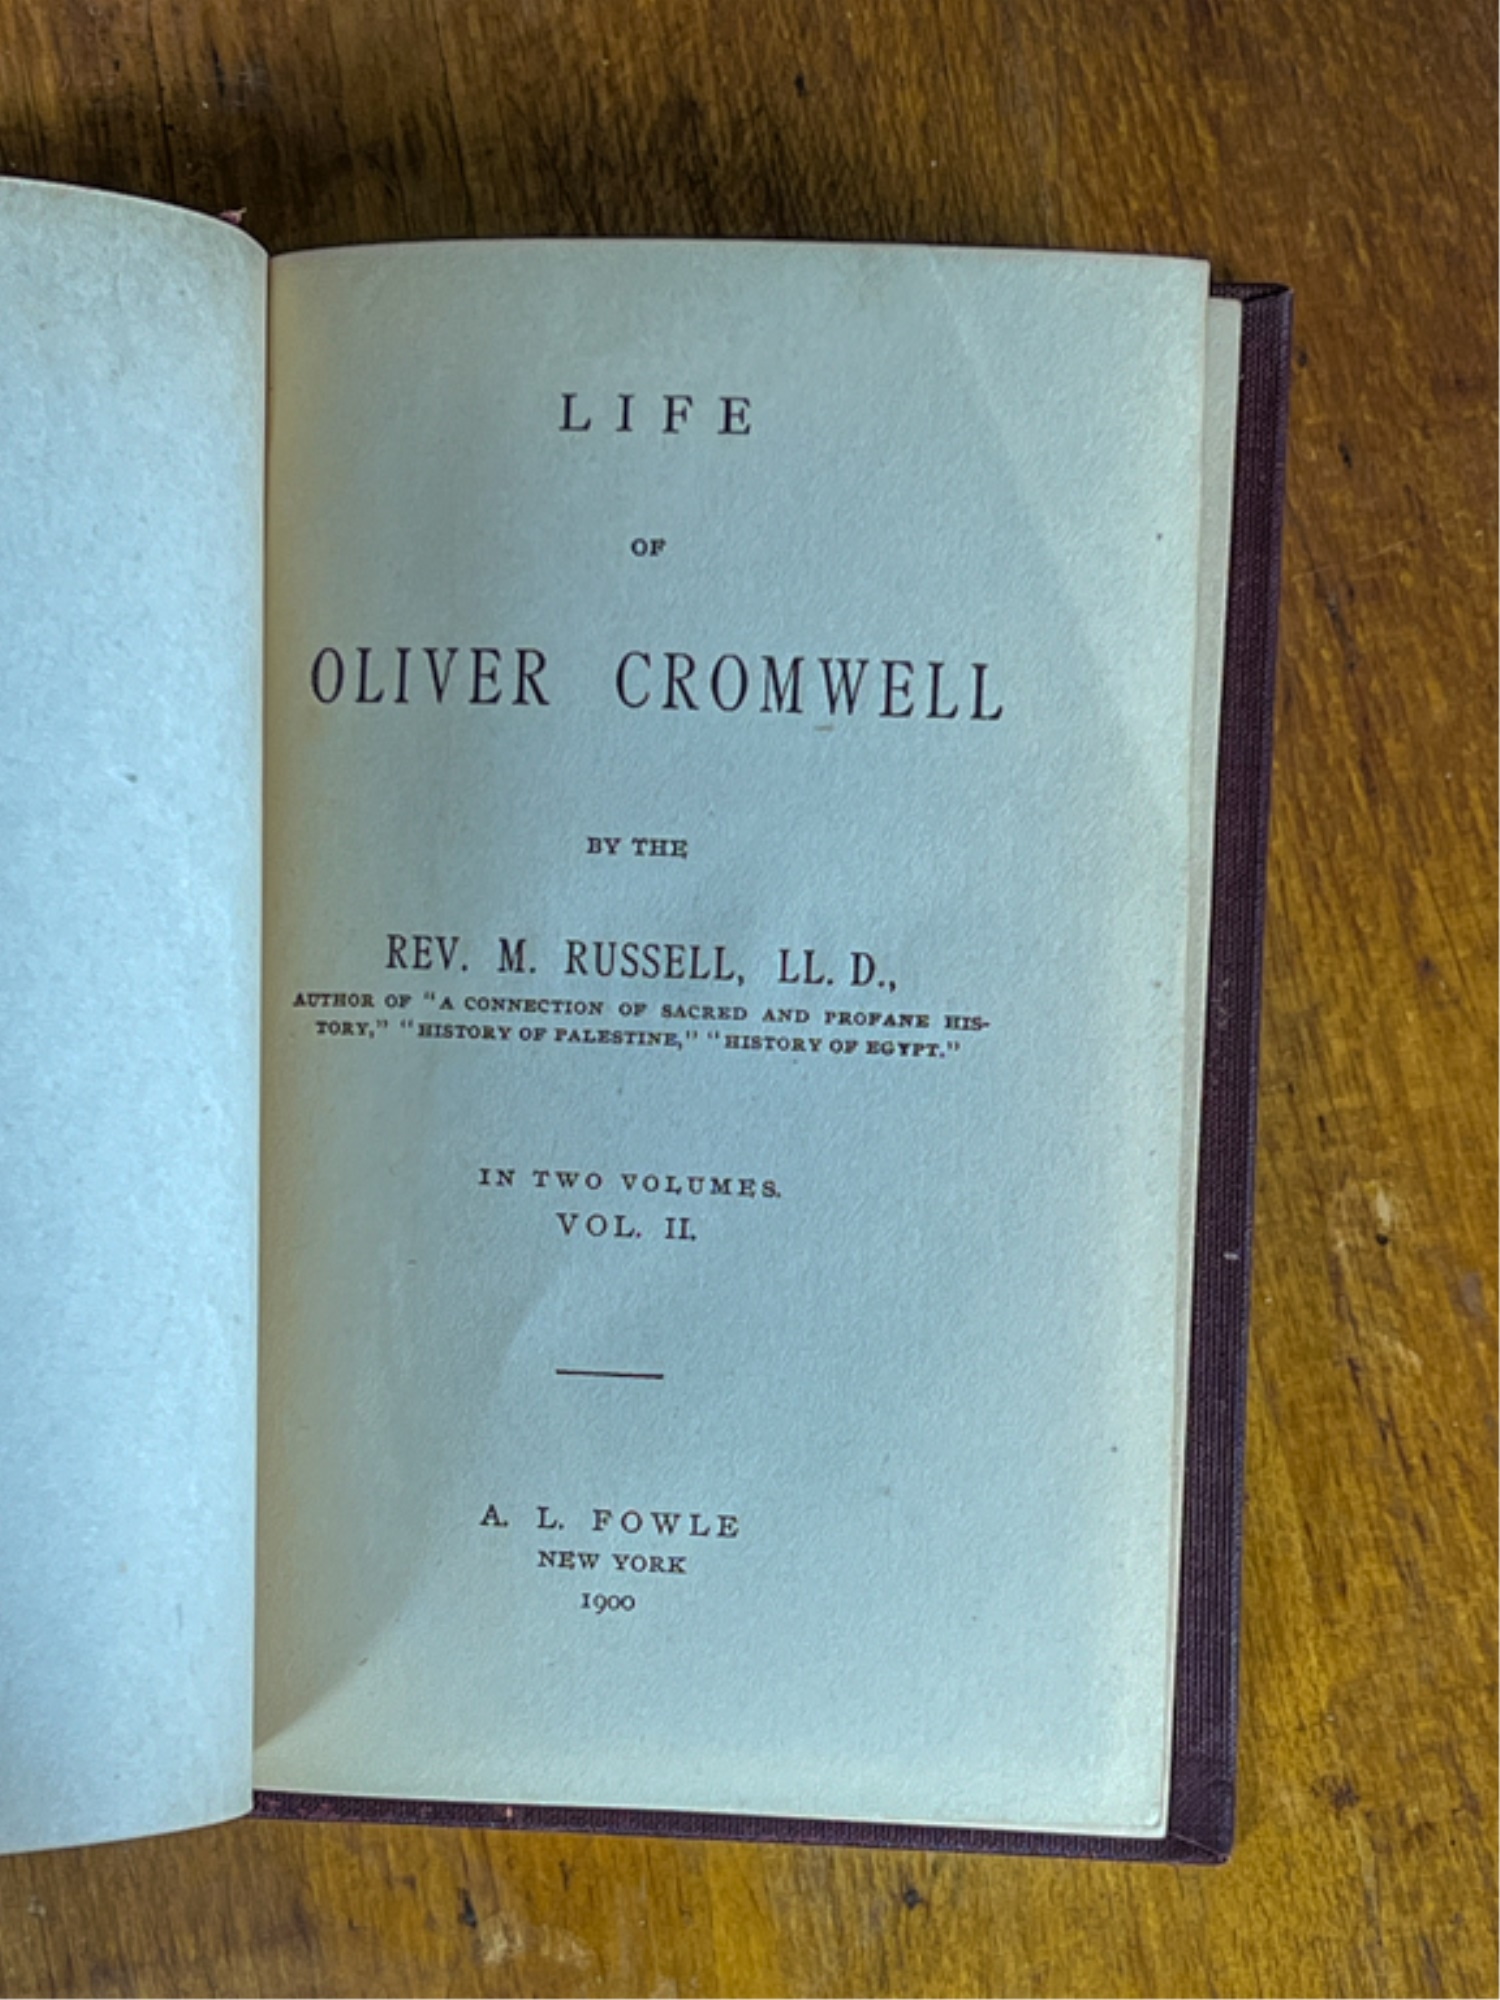 LIFE
OF
OLIVER CROMWELL
BY THE
REV. M. RUSSELL, LL. D.,
AUTHOR OF "A CONNECTION OF SACRED AND PROFANE HIS-
TORY," "HISTORY OF PALESTINE," "HISTORY OF EGYPT."
IN TWO VOLUMES.
VOL. II.
A. L. FOWLE
NEW YORK
1900